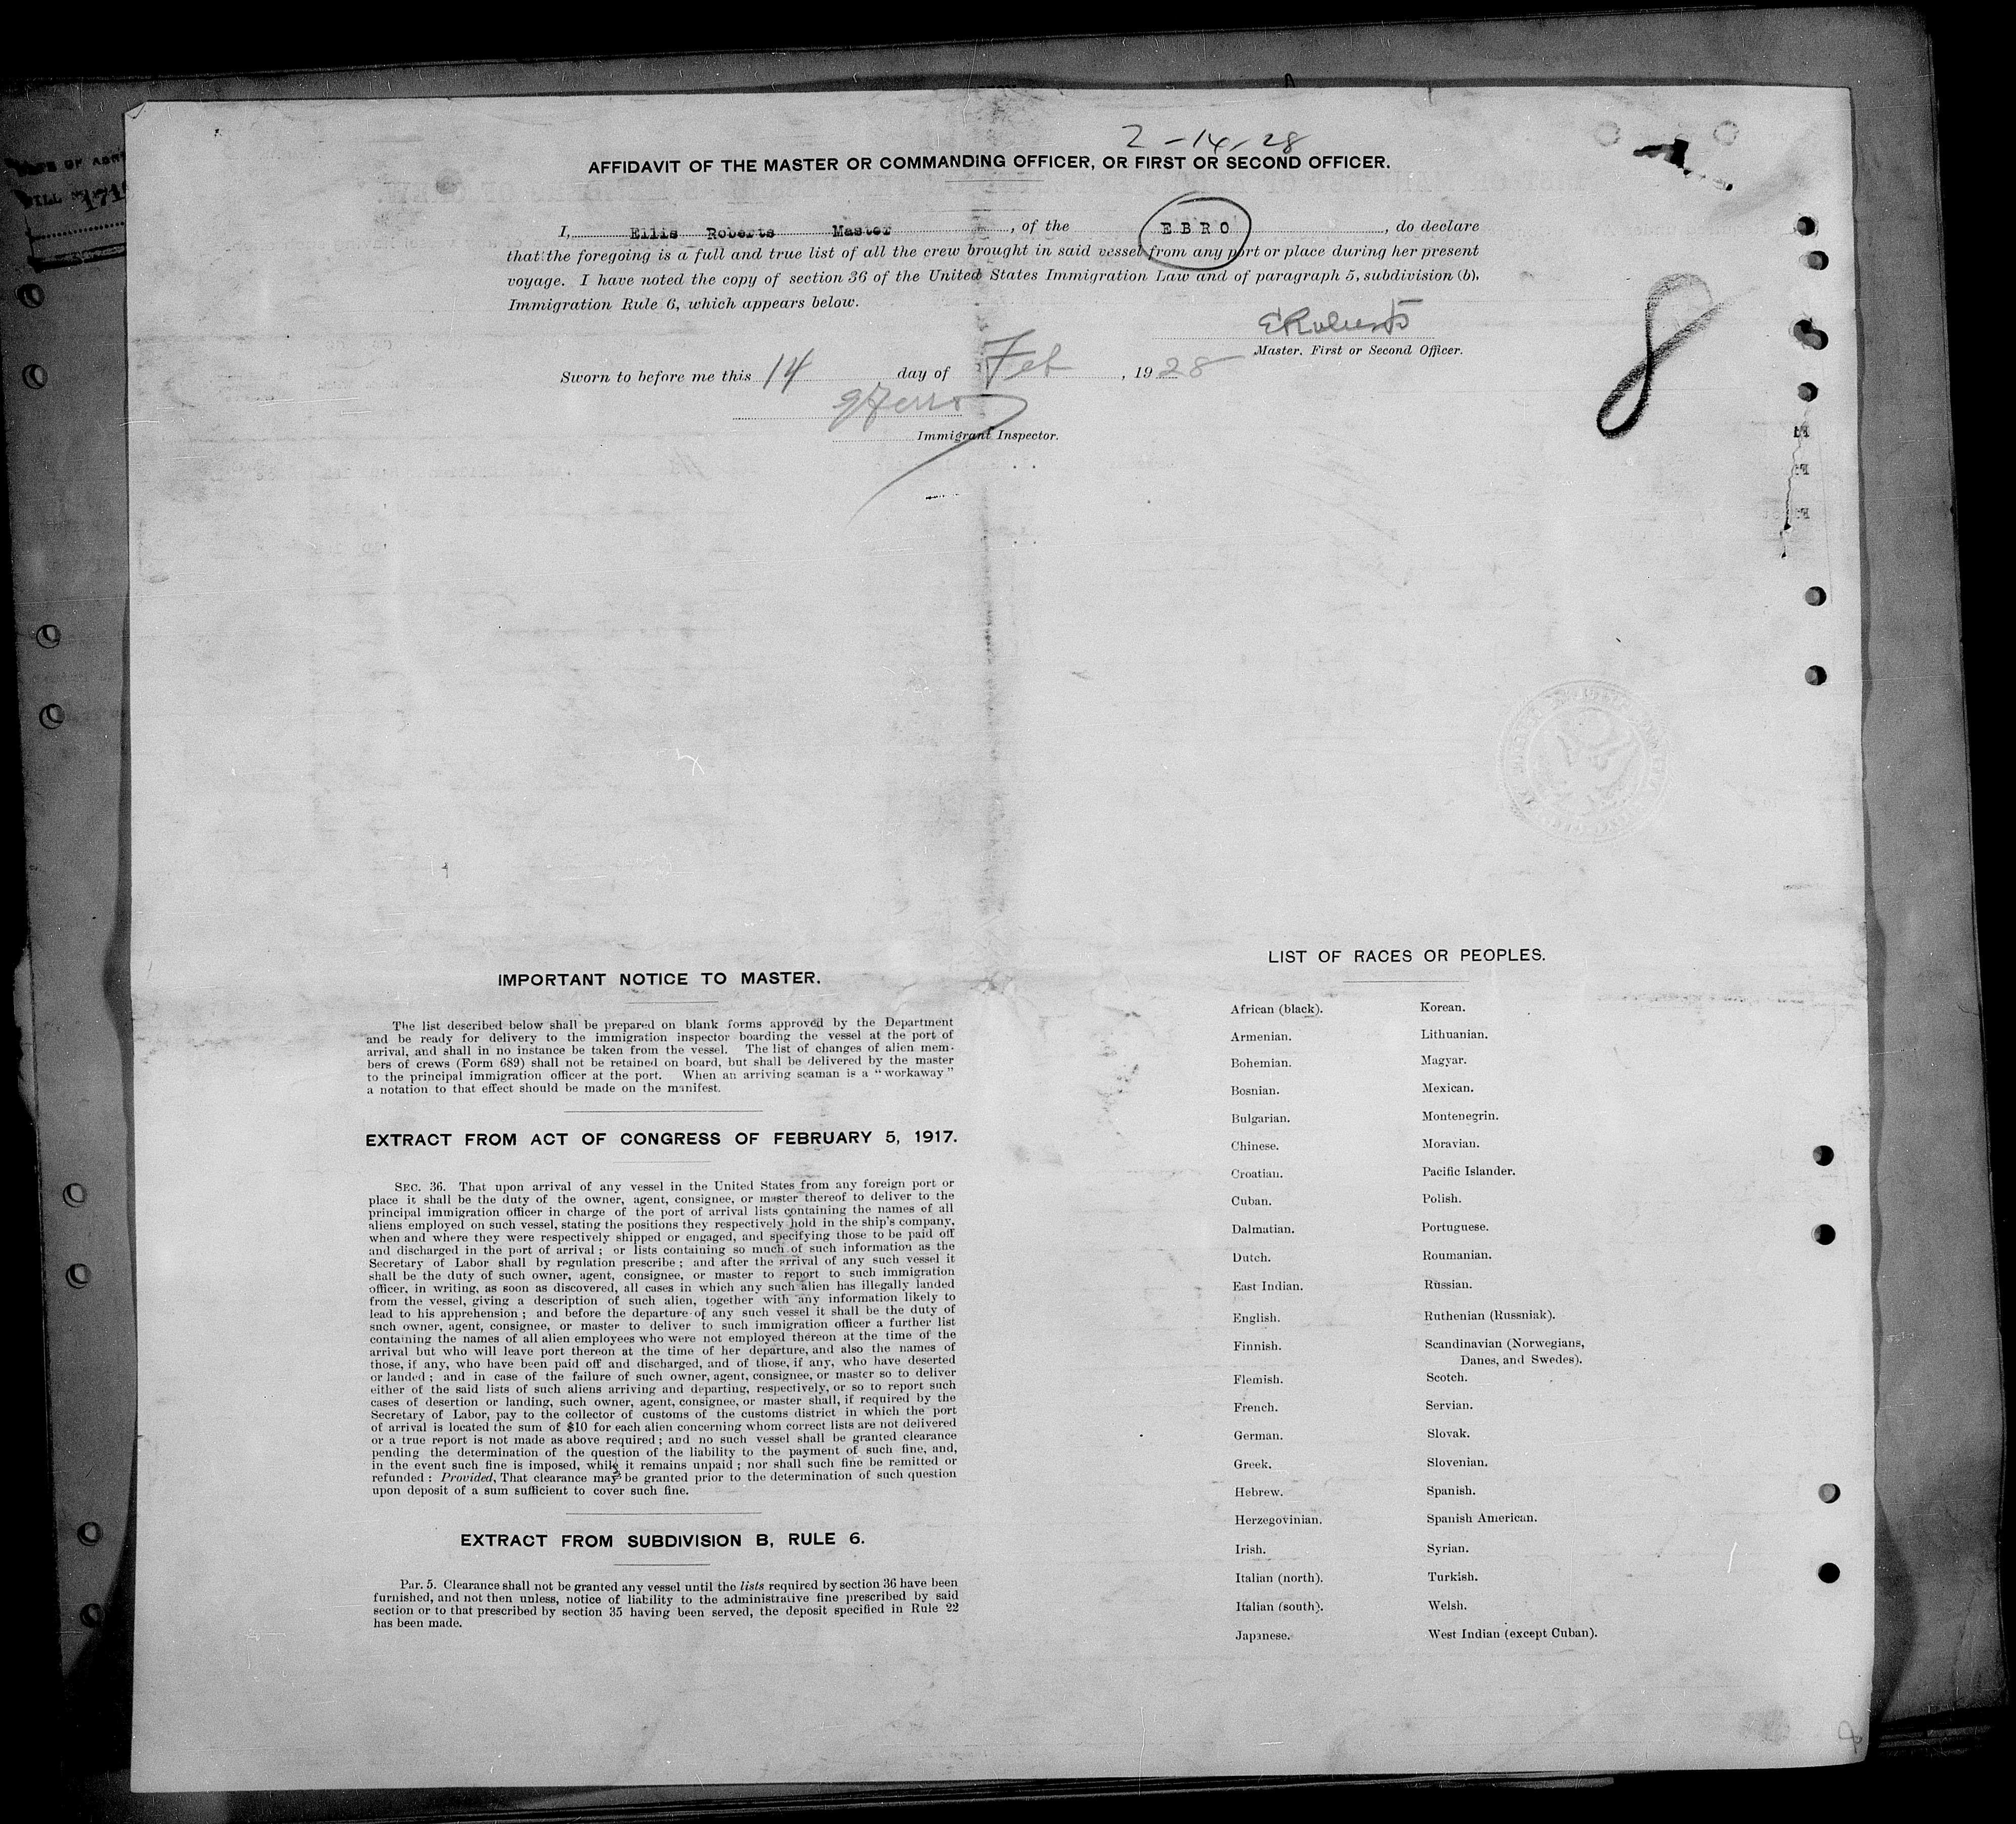 2-14-28
AFFIDAVIT OF THE MASTER OR COMMANDING OFFICER, OR FIRST OR SECOND OFFICER.
I, Ellis Roberts Master, of the EBRO, do declare
that the foregoing is a full and true list of all the crew brought in said vessel from any port or place during her present
voyage. I have noted the copy of section 36 of the United States Immigration Law and of paragraph 5, subdivision (b),
Immigration Rule 6, which appears below.
E Roberts
Master, First or Second Officer.
8
Sworn to before me this 14 day of Feb, 1928
Immigrant Inspector.
IMPORTANT NOTICE TO MASTER.
The list described below shall be prepared on blank forms approved by the Department
and be ready for delivery to the immigration inspector boarding the vessel at the port of
arrival, and shall in no instance be taken from the vessel. The list of changes of alien mem-
bers of crews (Form 689) shall not be retained on board, but shall be delivered by the master
to the principal immigration officer at the port. When an arriving seaman is a "workaway"
a notation to that effect should be made on the manifest.
EXTRACT FROM ACT OF CONGRESS OF FEBRUARY 5, 1917.
SEC. 36. That upon arrival of any vessel in the United States from any foreign port or
place it shall be the duty of the owner, agent, consignee, or master thereof to deliver to the
principal immigration officer in charge of the port of arrival lists containing the names of all
aliens employed on such vessel, stating the positions they respectively hold in the ship's company,
when and where they were respectively shipped or engaged, and specifying those to be paid off
and discharged in the port of arrival; or lists containing so much of such information as the
Secretary of Labor shall by regulation prescribe; and after the arrival of any such vessel it
shall be the duty of such owner, agent, consignee, or master to report to such immigration
officer, in writing, as soon as discovered, all cases in which any such alien has illegally landed
from the vessel, giving a description of such alien, together with any information likely to
lead to his apprehension; and before the departure of any such vessel it shall be the duty of
such owner, agent, consignee, or master to deliver to such immigration officer a further list
containing the names of all alien employees who were not employed thereon at the time of the
arrival but who will leave port thereon at the time of her departure, and also the names of
those, if any, who have been paid off and discharged, and of those, if any, who have deserted
or landed; and in case of the failure of such owner, agent, consignee, or master so to deliver
either of the said lists of such aliens arriving and departing, respectively, or so to report such
cases of desertion or landing, such owner, agent, consignee, or master shall, if required by the
Secretary of Labor, pay to the collector of customs of the customs district in which the port
of arrival is located the sum of $10 for each alien concerning whom correct lists are not delivered
or a true report is not made as above required; and no such vessel shall be granted clearance
pending the determination of the question of the liability to the payment of such fine, and,
in the event such fine is imposed, while it remains unpaid; nor shall such fine be remitted or
refunded: Provided, That clearance may be granted prior to the determination of such question
upon deposit of a sum sufficient to cover such fine.
EXTRACT FROM SUBDIVISION B, RULE 6.
Par. 5. Clearance shall not be granted any vessel until the lists required by section 36 have been
furnished, and not then unless, notice of liability to the administrative fine prescribed by said
section or to that prescribed by section 35 having been served, the deposit specified in Rule 22
has been made.
LIST OF RACES OR PEOPLES.
African (black).
Armenian.
Bohemian.
Bosnian.
Bulgarian.
Chinese.
Croatian.
Cuban.
Dalmatian.
Dutch.
East Indian.
English.
Finnish.
Flemish.
French.
German.
Greek.
Hebrew.
Herzegovinian.
Irish.
Italian (north).
Italian (south).
Japanese.
Korean.
Lithuanian.
Magyar.
Mexican.
Montenegrin.
Moravian.
Pacific Islander.
Polish.
Portuguese.
Roumanian.
Russian.
Ruthenian (Russniak).
Scandinavian (Norwegians,
Danes, and Swedes).
Scotch.
Servian.
Slovak.
Slovenian.
Spanish.
Spanish American.
Syrian.
Turkish.
Welsh.
West Indian (except Cuban).